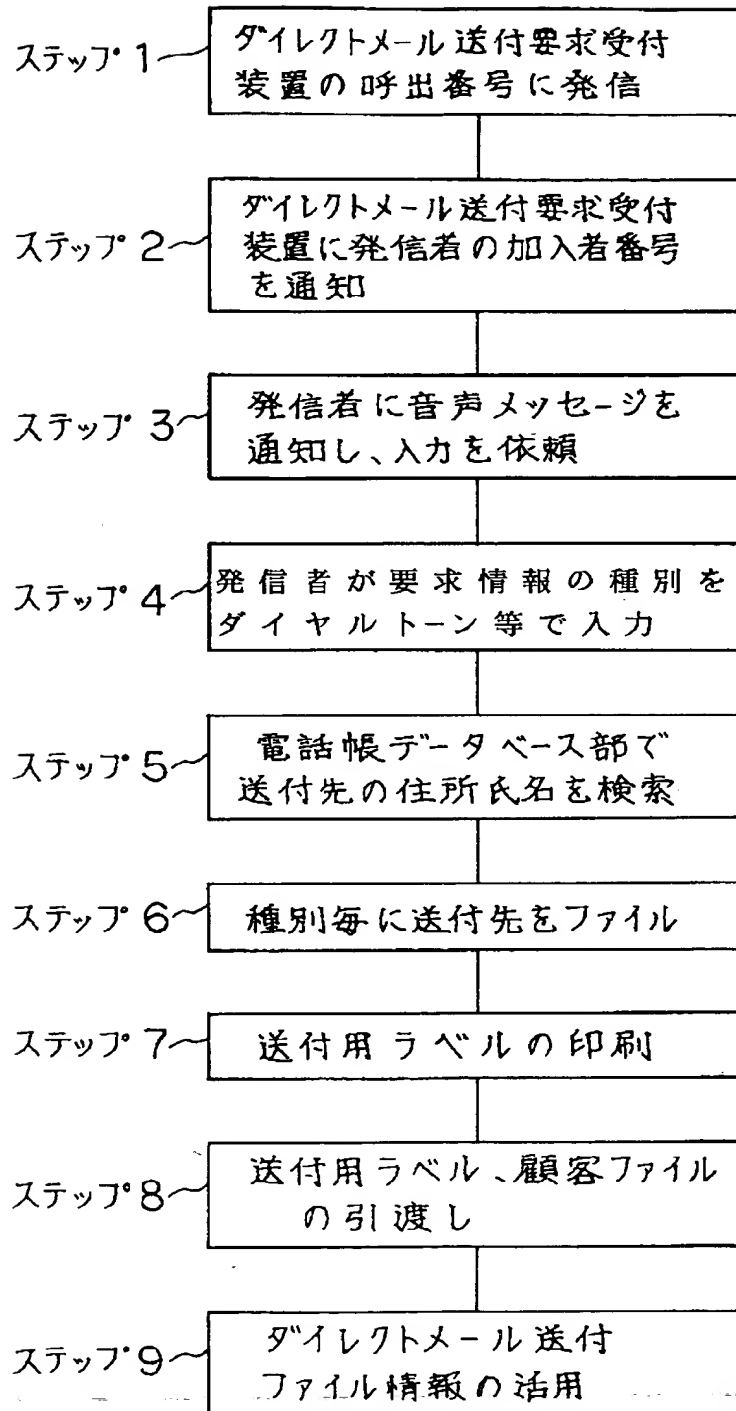 ステップ 1
ダイレクトメール送付要求受付
装置の呼出番号に発信
ステップ 2
ダイレクトメール送付要求受付
装置に発信者の加入者番号
を通知
ステップ 3
発信者に音声メッセージを
通知し、入力を依頼
ステップ 4
発信者が要求情報の種別を
ダイヤルトーン等で入力
ステップ 5
電話帳データベース部で
送付先の住所氏名を検索
ステップ 6
種別毎に送付先をファイル
ステップ 7
送付用ラベルの印刷
ステップ 8
送付用ラベル、顧客ファイル
の引渡し
ステップ 9
ダイレクトメール送付
ファイル情報の活用